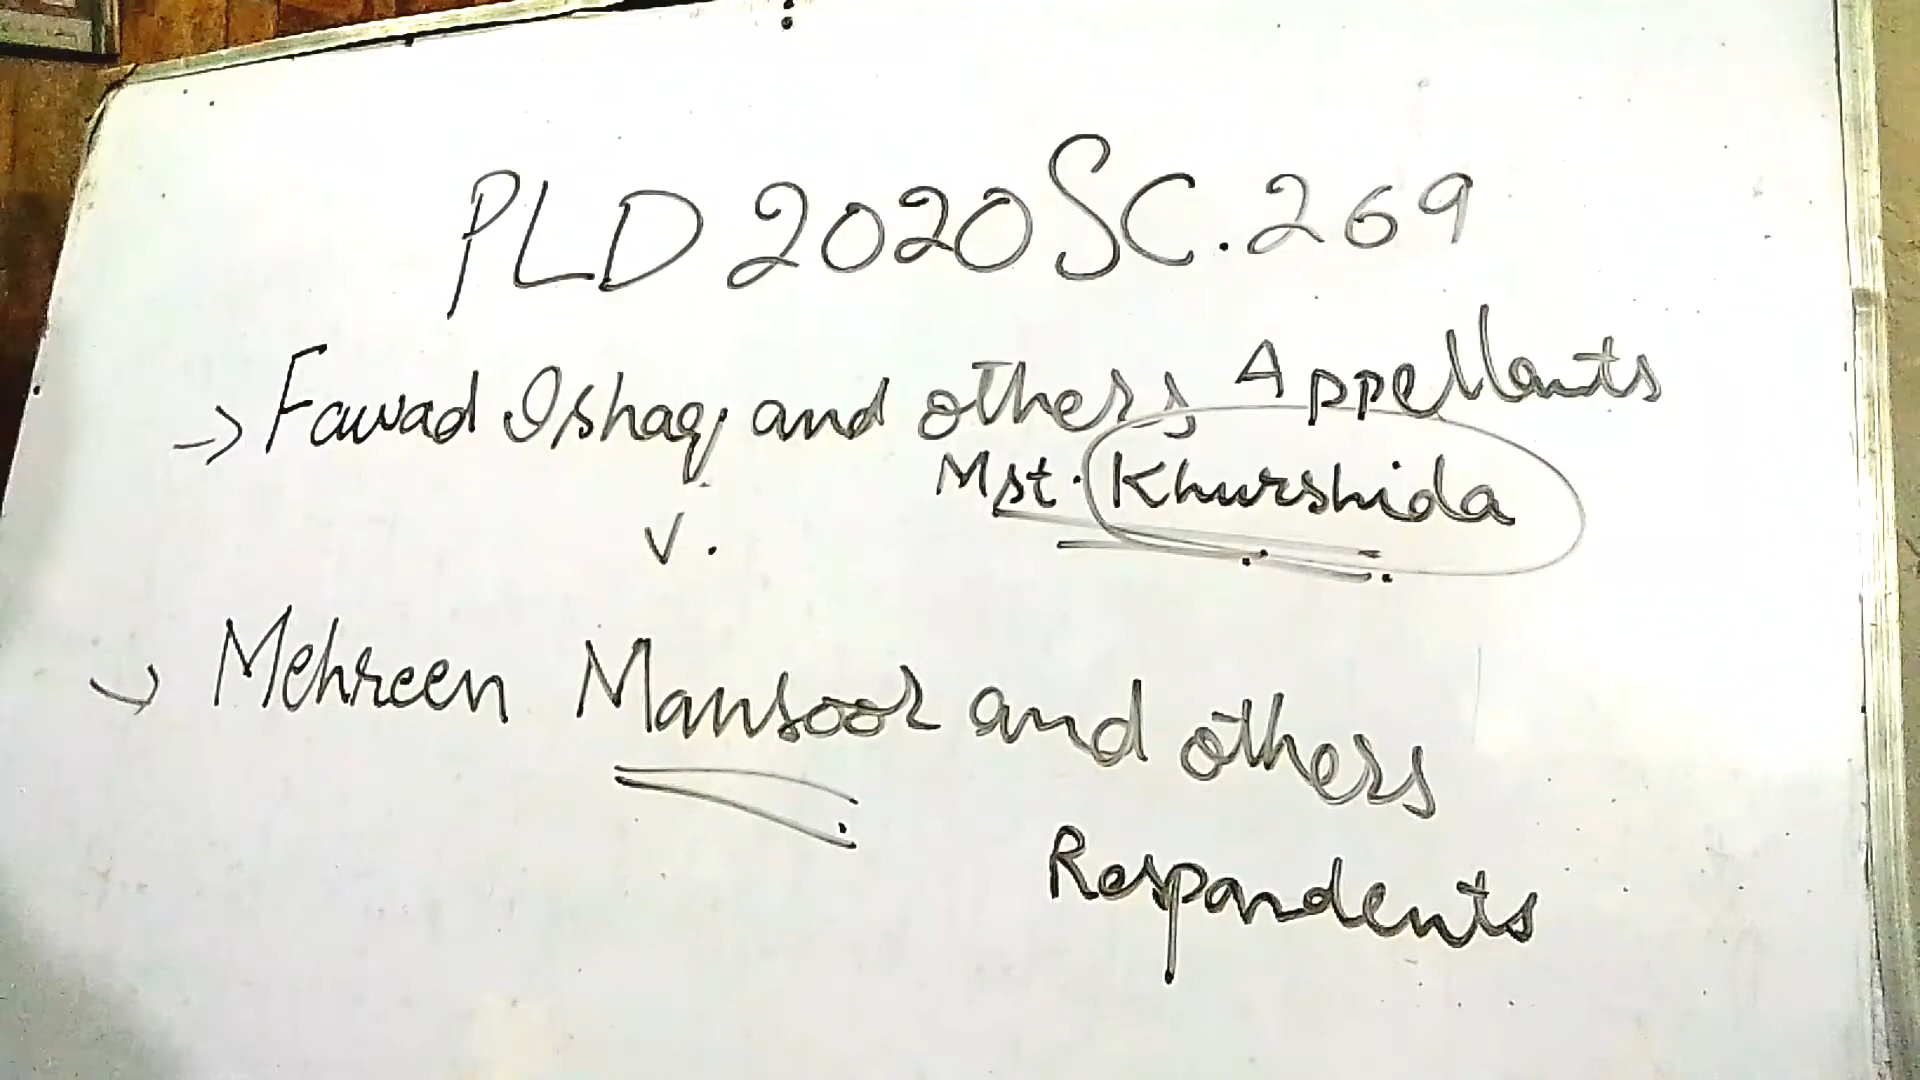 PLD 2020 SC. 269
→ Fawad Ishaq and others Appellants
Mst. Khurshida
V.
→ Mehreen Mansoor and others
Respondents